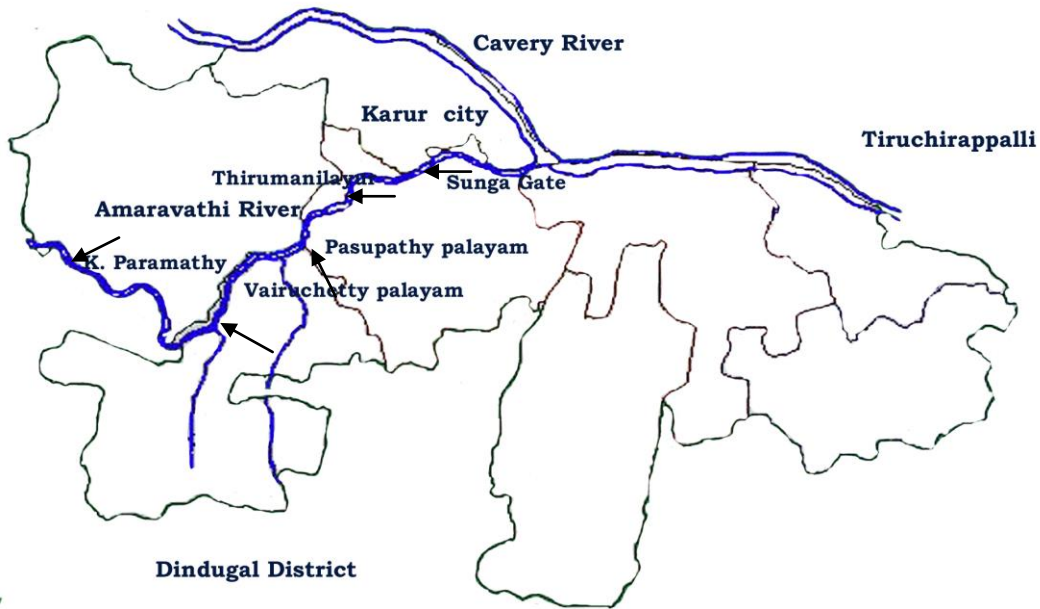 Cavery River
Karur city
Tiruchirappalli
Thirumanilayur
Sunga Gate
Amaravathi River
Pasupathy palayam
K. Paramathy
Vairuchetty palayam
Dindugal District